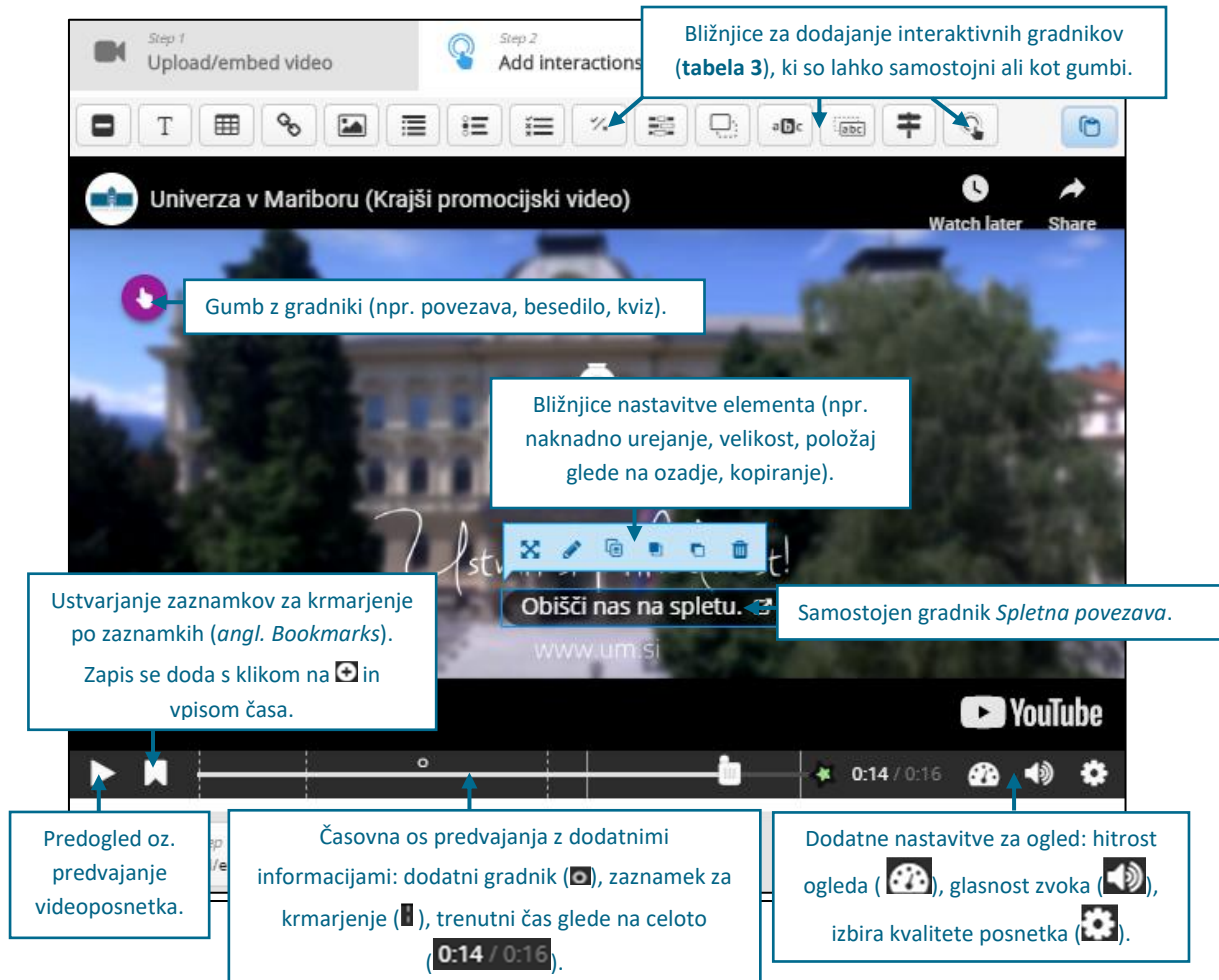 Step 1
Upload/embed video
Step 2
Add interactions
Bližnjice za dodajanje interaktivnih gradnikov
(tabela 3), ki so lahko samostojni ali kot gumbi.
T
abc
abc
Univerza v Mariboru (Krajši promocijski video)
Watch later
Share
Gumb z gradniki (npr. povezava, besedilo, kviz).
Bližnjice nastavitve elementa (npr.
naknadno urejanje, velikost, položaj
glede na ozadje, kopiranje).
Obišči nas na spletu.
Samostojen gradnik Spletna povezava.
www.um.si
Ustvarjanje zaznamkov za krmarjenje
po zaznamkih (angl. Bookmarks).
Zapis se doda s klikom na in
vpisom časa.
YouTube
0:14 / 0:16
Predogled oz.
predvajanje
videoposnetka.
Časovna os predvajanja z dodatnimi
informacijami: dodatni gradnik ( ), zaznamek za
krmarjenje ( ), trenutni čas glede na celoto
( 0:14 / 0:16 ).
Dodatne nastavitve za ogled: hitrost
ogleda ( ), glasnost zvoka ( ),
izbira kvalitete posnetka ( ).